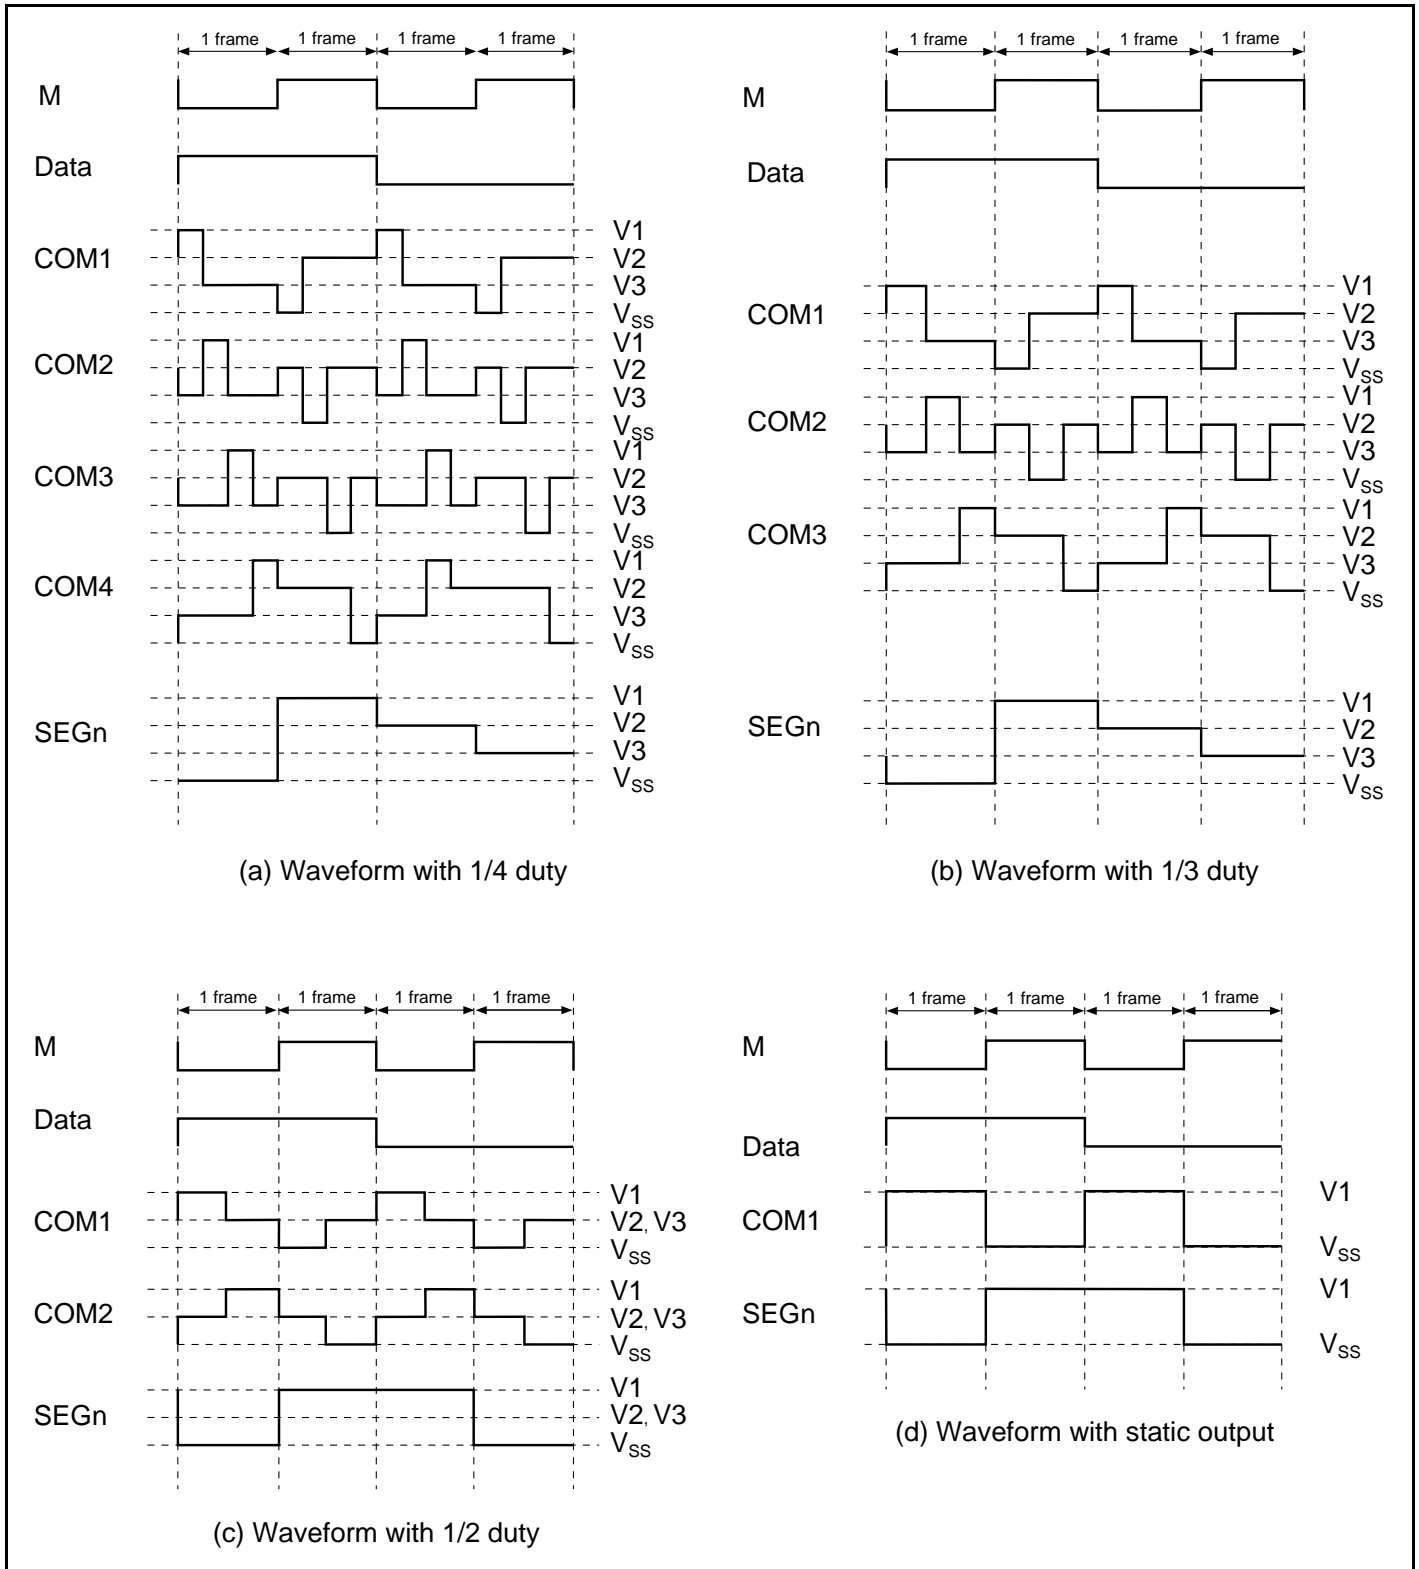 1 frame 1 frame 1 frame 1 frame
M
Data
COM1
V1
V2
V3
VSS
COM2
V1
V2
V3
VSS
COM3
V1
V2
V3
VSS
COM4
V1
V2
V3
VSS
SEGn
V1
V2
V3
VSS
(a) Waveform with 1/4 duty
1 frame 1 frame 1 frame 1 frame
M
Data
COM1
V1
V2
V3
VSS
COM2
V1
V2
V3
VSS
COM3
V1
V2
V3
VSS
SEGn
V1
V2
V3
VSS
(b) Waveform with 1/3 duty
1 frame 1 frame 1 frame 1 frame
M
Data
COM1
V1
V2, V3
VSS
COM2
V1
V2, V3
VSS
SEGn
V1
V2, V3
VSS
(c) Waveform with 1/2 duty
1 frame 1 frame 1 frame 1 frame
M
Data
COM1
V1
VSS
SEGn
V1
VSS
(d) Waveform with static output